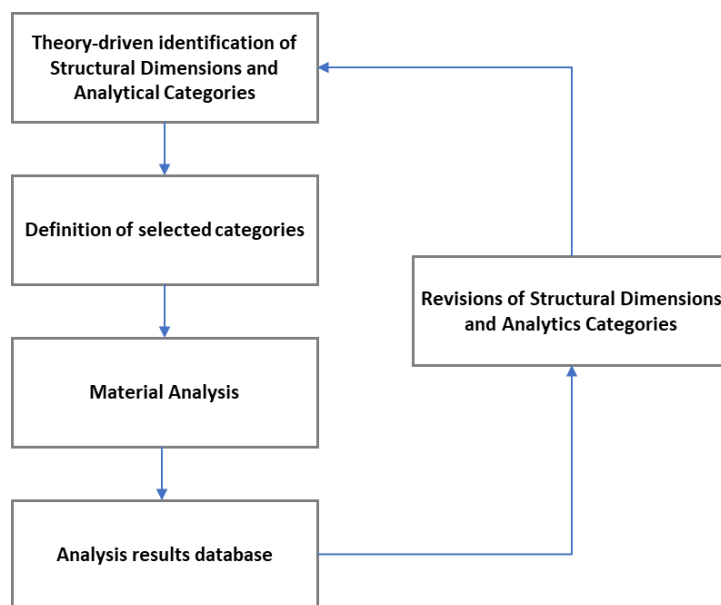 Theory-driven identification of
Structural Dimensions and
Analytical Categories
Definition of selected categories
Revisions of Structural Dimensions
and Analytics Categories
Material Analysis
Analysis results database